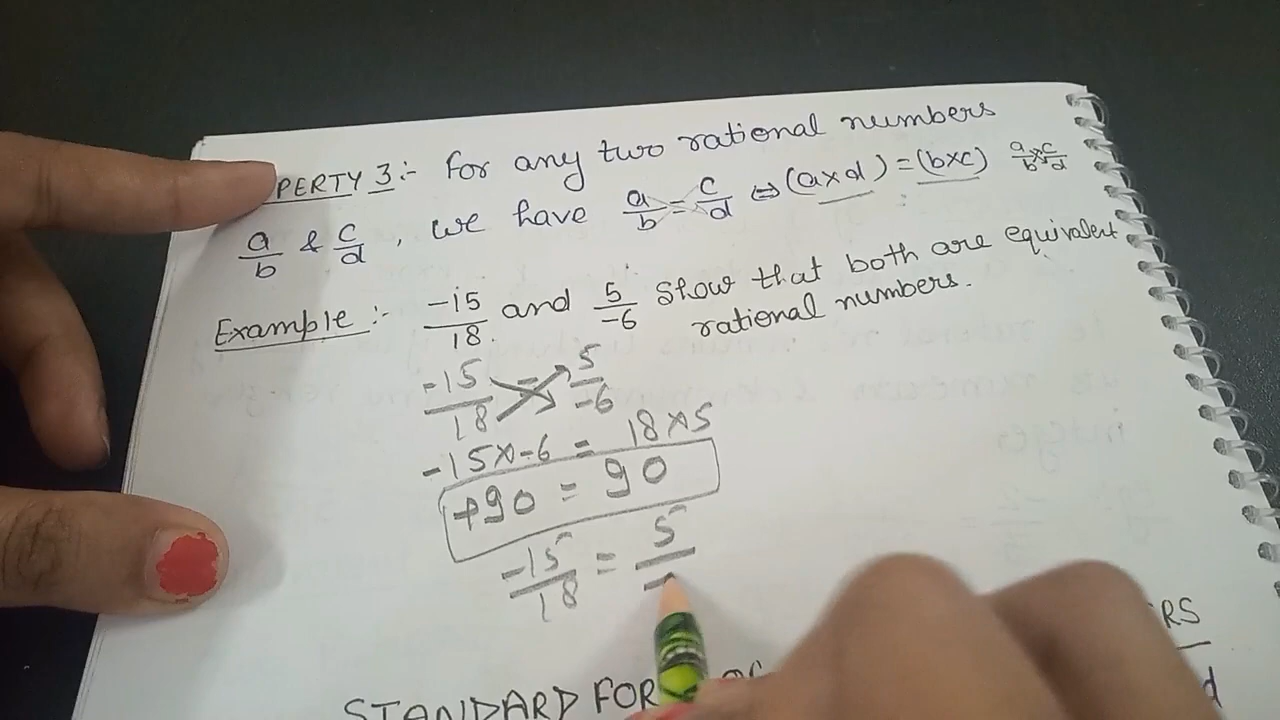 PERTY 3:- For any two rational numbers
a/b & c/d, we have a/b = c/d ⇔ (a×d) = (b×c) a/b × c/d
Example:- -15/18 and 5/-6 Show that both are equivalent
rational numbers.
-15/18 = 5/-6
-15×-6 = 18×5
+90 = 90
-15/18 = 5/-
STANDARD FOR
RS
d